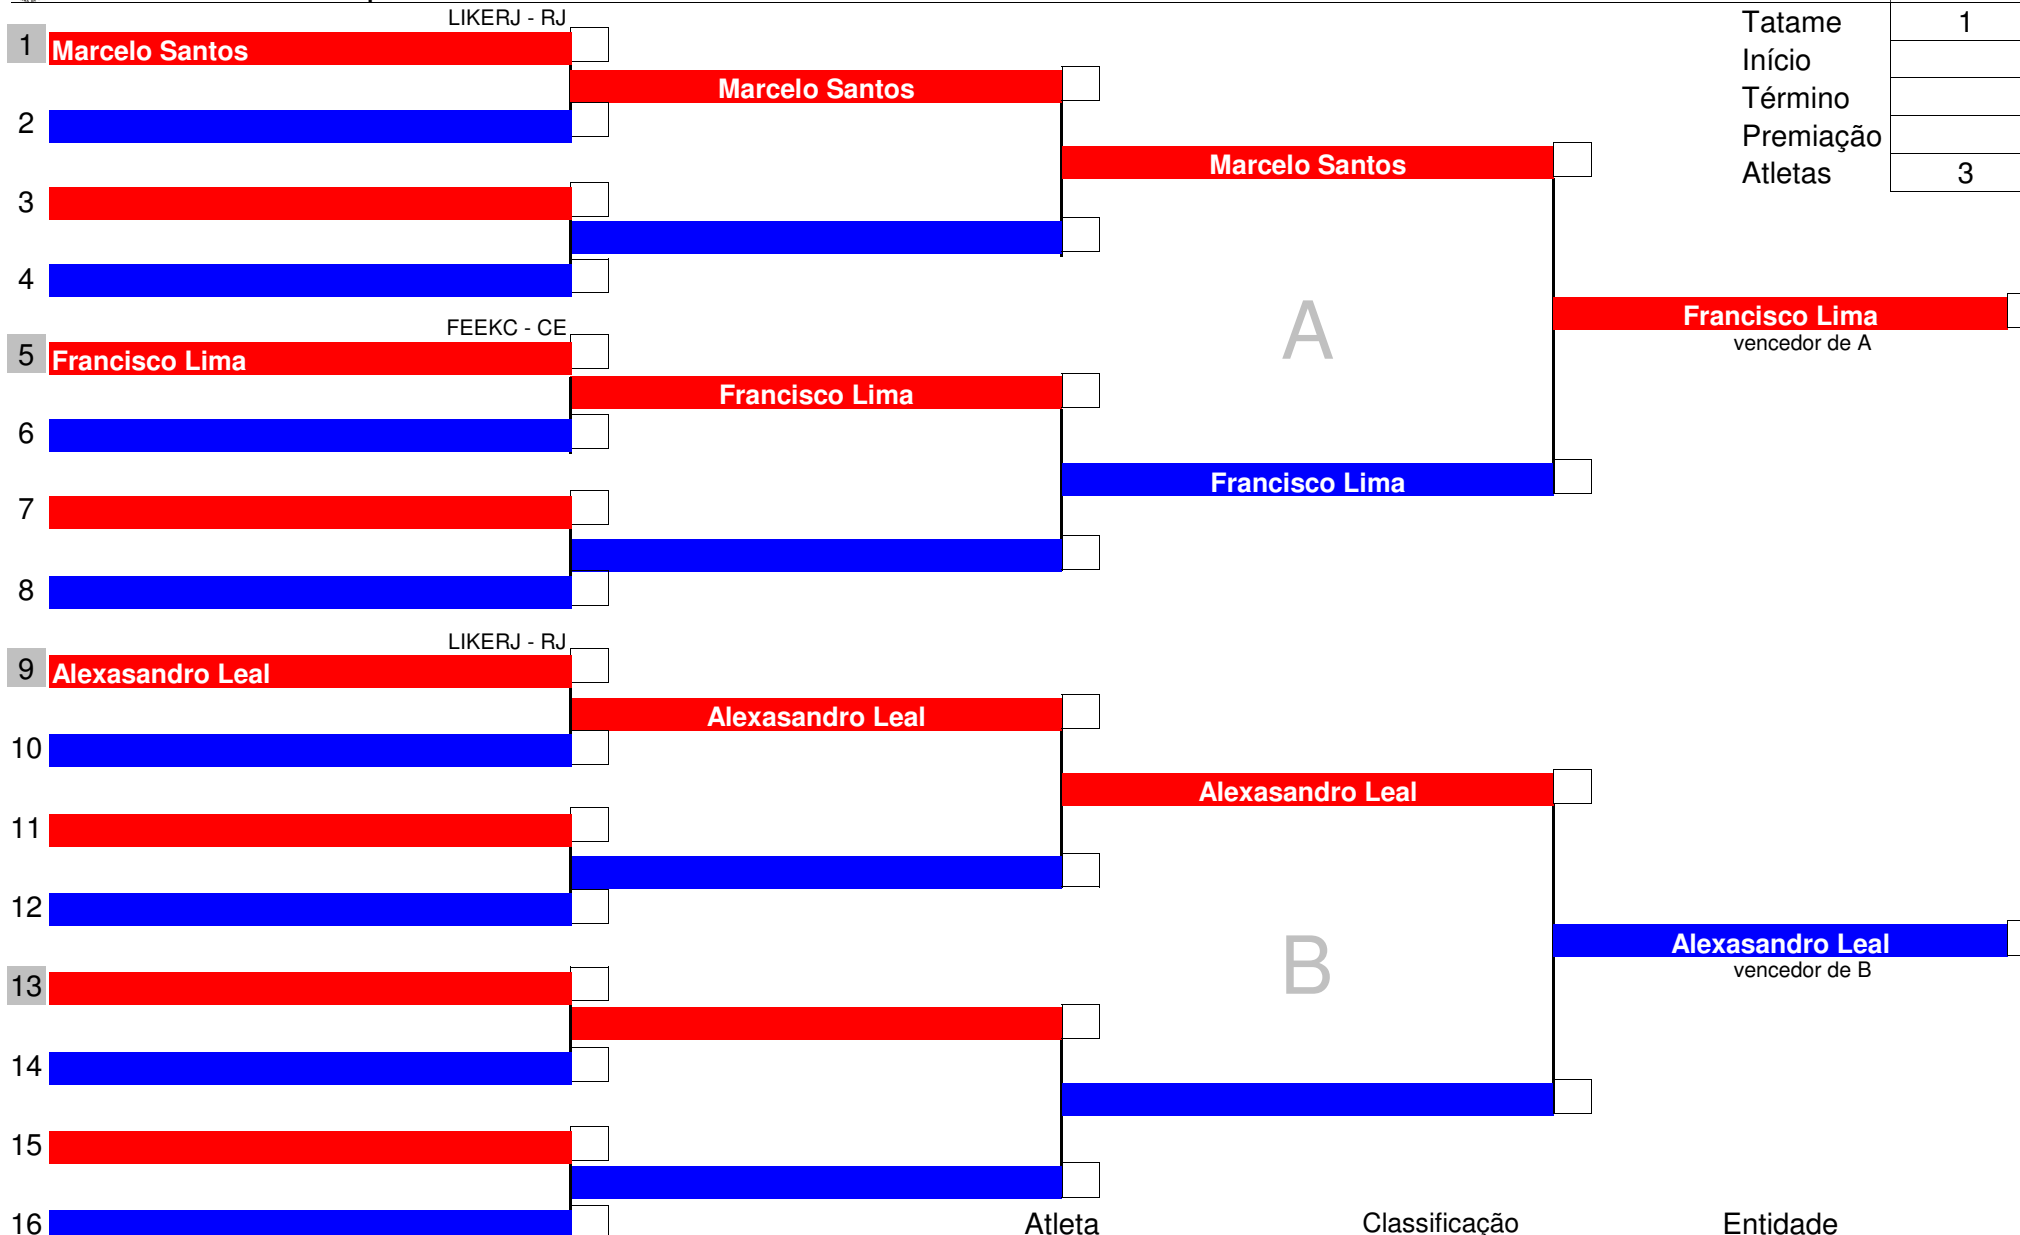 LIKERJ - RJ
Tatame 1
1 Marcelo Santos
Início
Marcelo Santos
Término
2
Premiação
Marcelo Santos
Atletas 3
3
4
Francisco Lima
vencedor de A
FEEKC - CE
A
5 Francisco Lima
Francisco Lima
6
Francisco Lima
7
8
LIKERJ - RJ
9 Alexasandro Leal
Alexasandro Leal
10
Alexasandro Leal
11
12
Alexasandro Leal
B
vencedor de B
13
14
15
16
Atleta Classificação Entidade